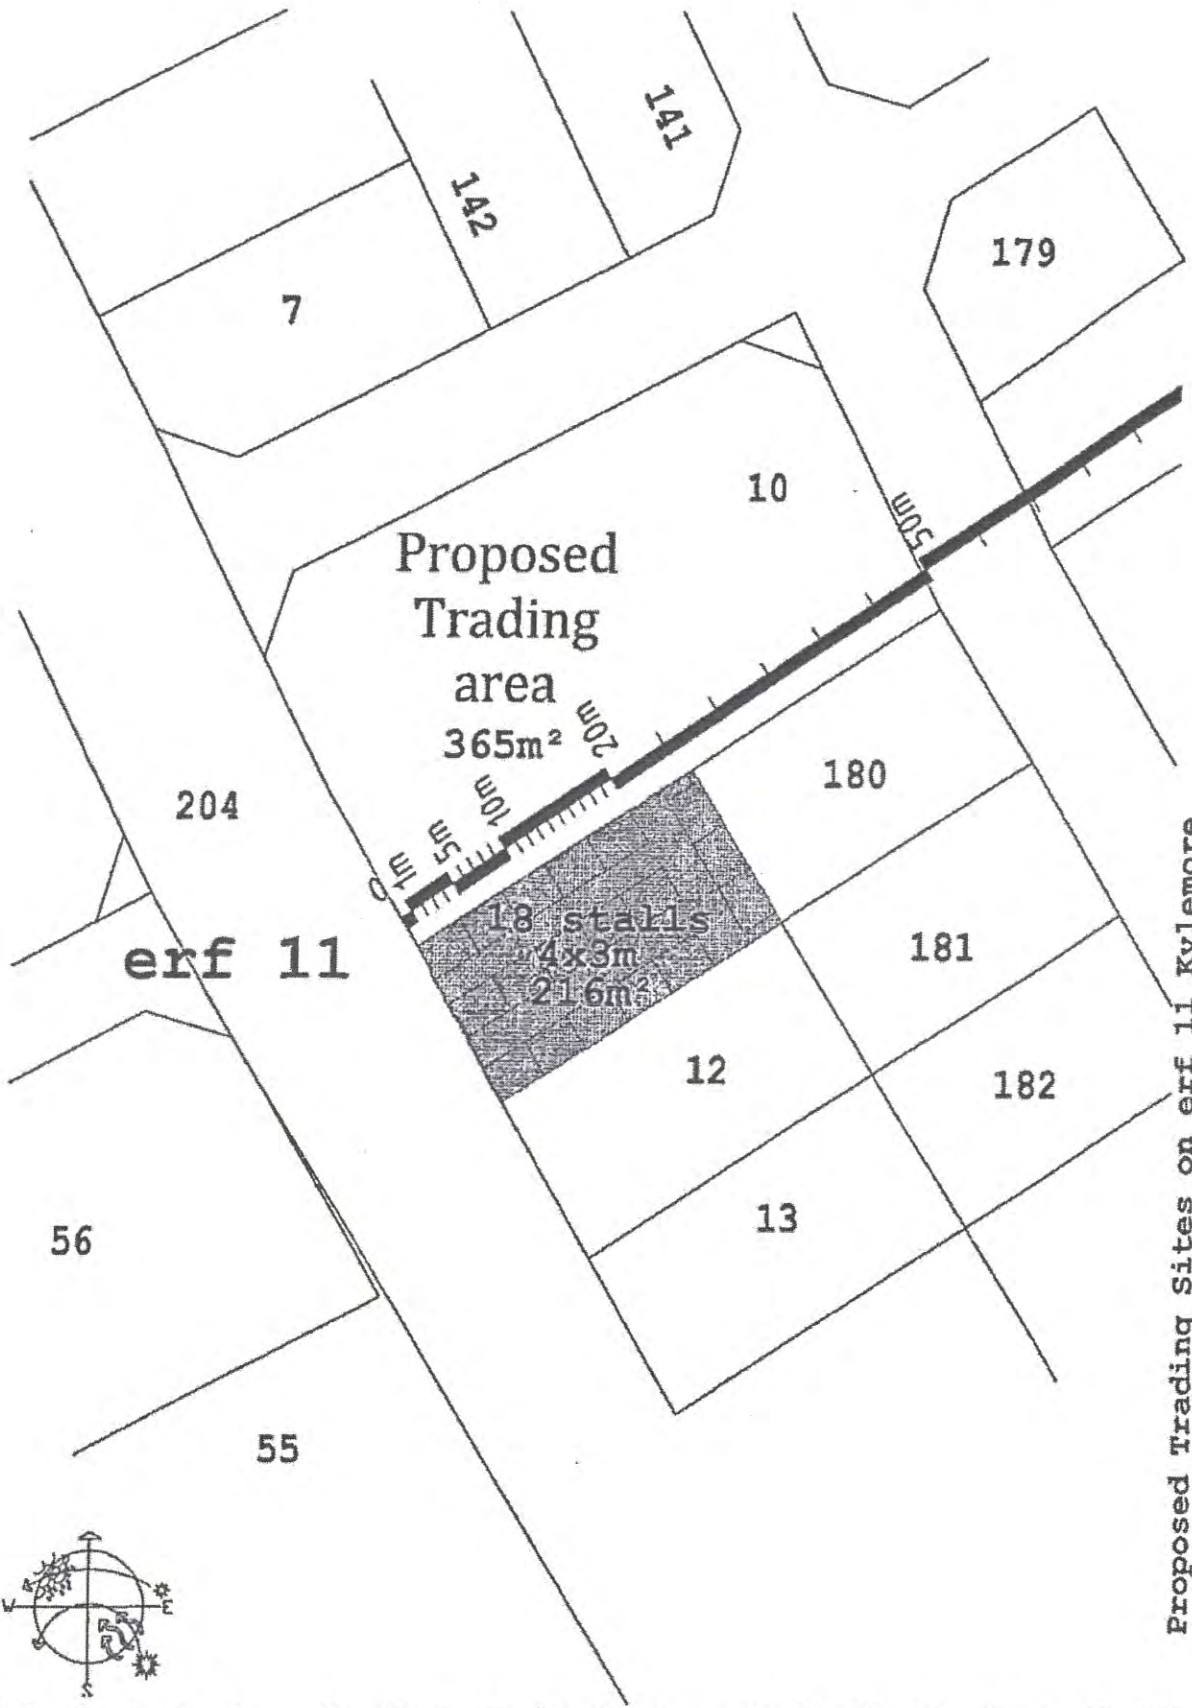 141
142
179
7
10
50m
Proposed
Trading
area
365m²
20m
10m
5m
1m
0
204
180
18 stalls
4x3m
216m²
erf 11
181
12
182
13
56
55
W
E
S
Proposed Trading Sites on erf 11 Kylemore